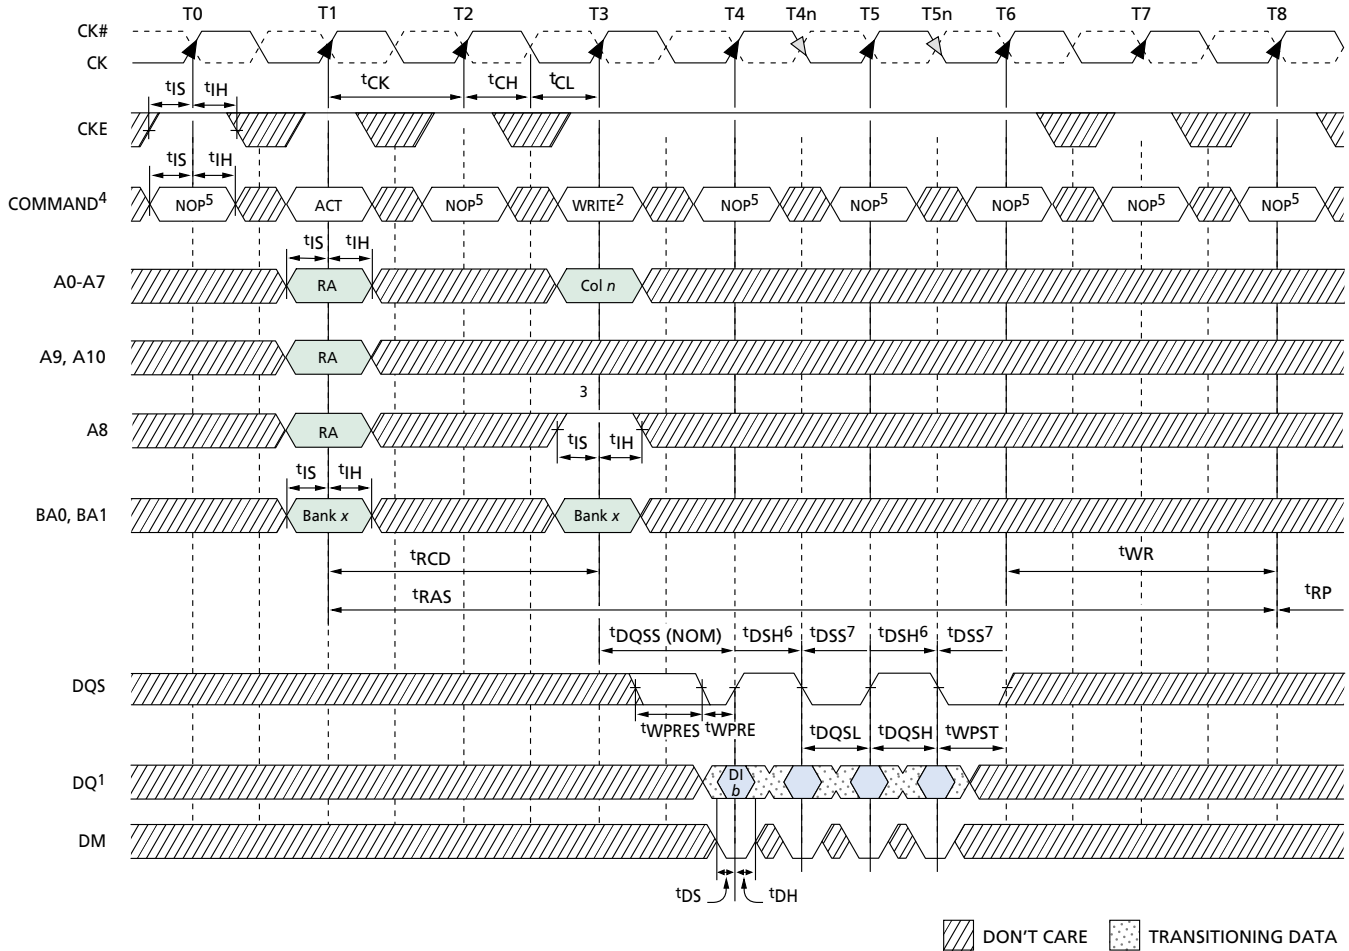 T0 T1 T2 T3 T4 T4n T5 T5n T6 T7 T8
CK#
CK
tIS tIH tCK tCH tCL
CKE
tIS tIH
COMMAND4 NOP5 ACT NOP5 WRITE2 NOP5 NOP5 NOP5 NOP5 NOP5
tIS tIH
A0-A7 RA Col n
A9, A10 RA
3
A8 RA
tIS tIH
tIS tIH
BA0, BA1 Bank x Bank x
tRCD tWR
tRAS tRP
tDQSS (NOM) tDSH6 tDSS7 tDSH6 tDSS7
DQS
tWPRES tWPRE tDQSL tDQSH tWPST
DQ1 DI
b
DM
tDS tDH
DON'T CARE TRANSITIONING DATA